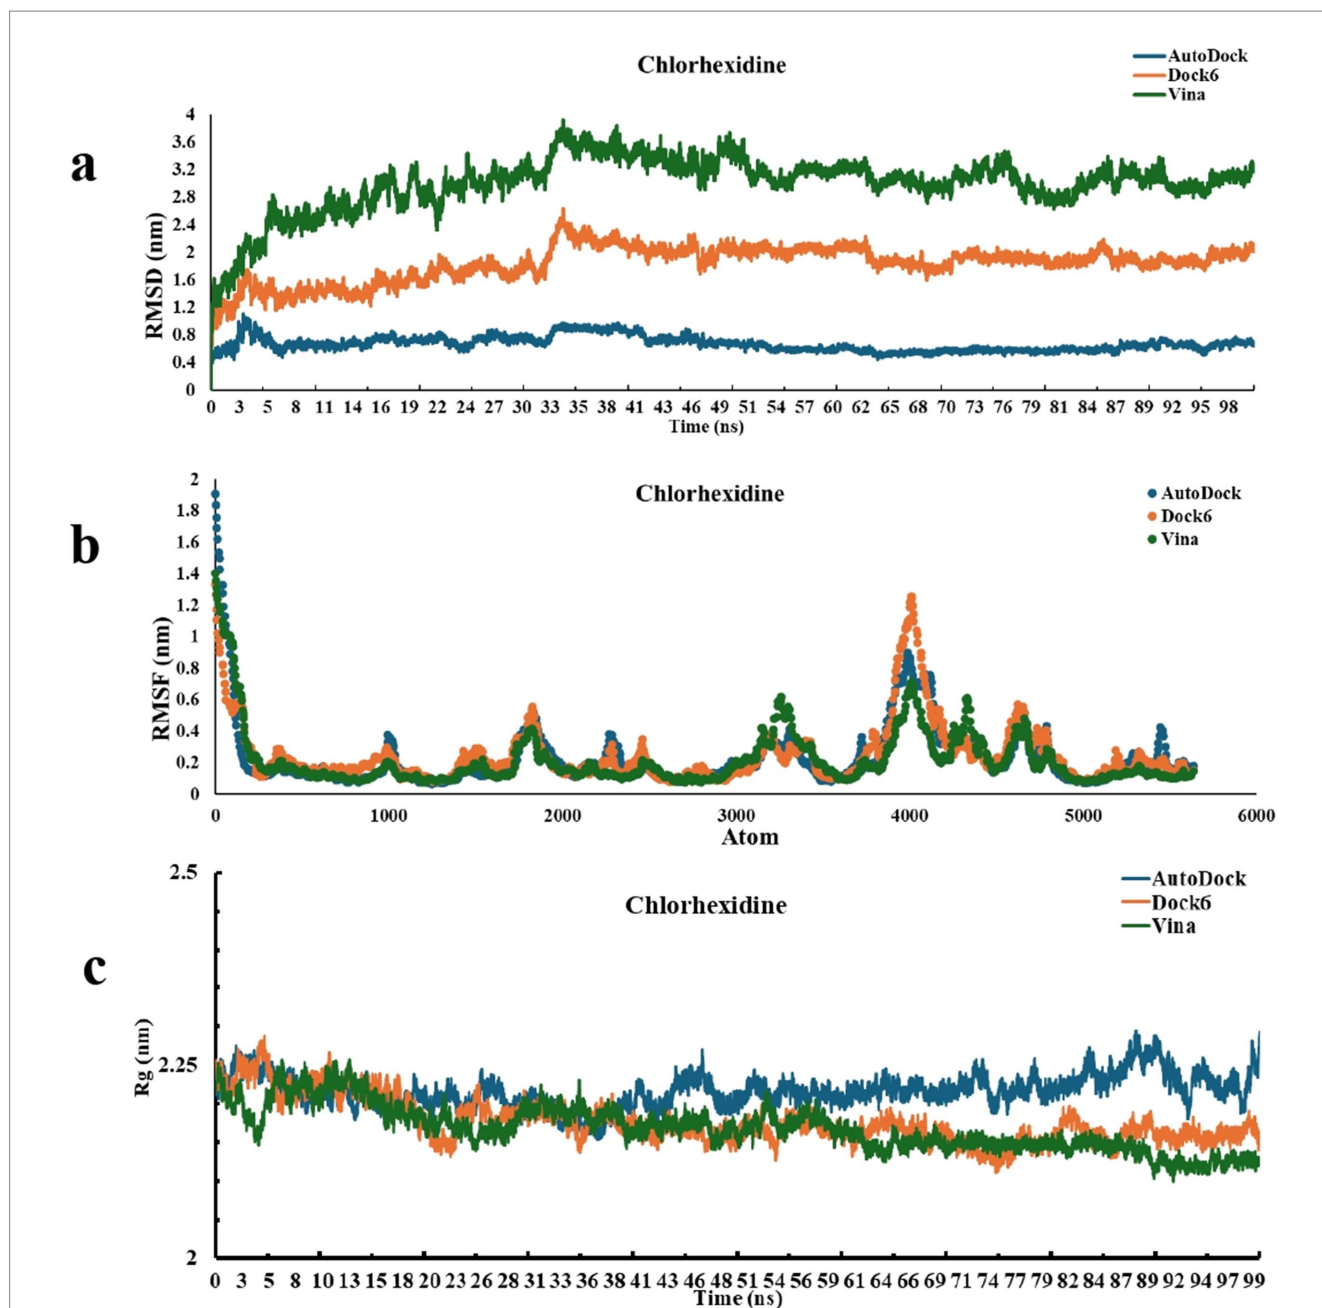 Chlorhexidine
AutoDock
Dock6
Vina
a
RMSD (nm)
4
3.6
3.2
2.8
2.4
2
1.6
1.2
0.8
0.4
0
0 3 5 8 11 14 16 19 22 24 27 30 33 35 38 41 43 46 49 51 54 57 60 62 65 68 70 73 76 79 81 84 87 89 92 95 98
Time (ns)
Chlorhexidine
AutoDock
Dock6
Vina
b
RMSF (nm)
2
1.8
1.6
1.4
1.2
1
0.8
0.6
0.4
0.2
0
0 1000 2000 3000 4000 5000 6000
Atom
Chlorhexidine
AutoDock
Dock6
Vina
c
Rg (nm)
2.5
2.25
2
0 3 5 8 10 13 15 18 20 23 26 28 31 33 36 38 41 43 46 48 51 54 56 59 61 64 66 69 71 74 77 79 82 84 87 89 92 94 97 99
Time (ns)